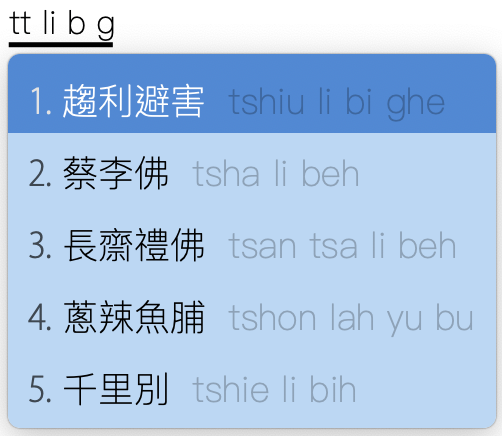 tt li b g
1. 趨利避害 tshiu li bi ghe
2. 蔡李佛 tsha li beh
3. 長齋禮佛 tsan tsa li beh
4. 蔥辣魚脯 tshon lah yu bu
5. 千里別 tshie li bih